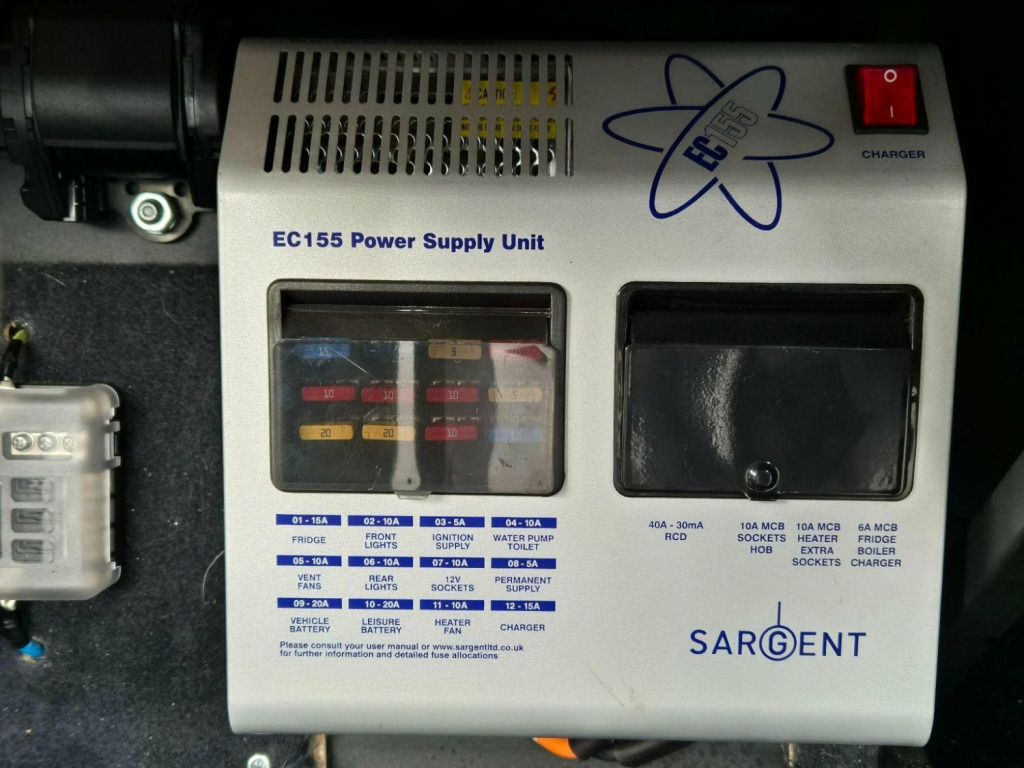 CAUTION
EC155
O
I
CHARGER
EC155 Power Supply Unit
15 5
10 10 10 5
20 20 10 15
01 - 15A 02 - 10A 03 - 5A 04 - 10A
FRIDGE FRONT LIGHTS IGNITION SUPPLY WATER PUMP TOILET
05 - 10A 06 - 10A 07 - 10A 08 - 5A
VENT FANS REAR LIGHTS 12V SOCKETS PERMANENT SUPPLY
09 - 20A 10 - 20A 11 - 10A 12 - 15A
VEHICLE BATTERY LEISURE BATTERY HEATER FAN CHARGER
Please consult your user manual or www.sargentltd.co.uk
for further information and detailed fuse allocations
40A - 30mA RCD
10A MCB SOCKETS HOB
10A MCB HEATER EXTRA SOCKETS
6A MCB FRIDGE BOILER CHARGER
SARGENT